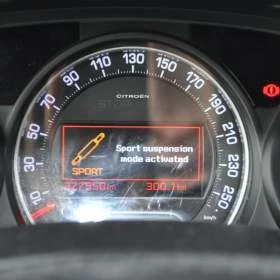 110 130 150
90 170
70 190
50 210
30 230
10 250
CITROËN
STOP
Sport suspension
mode activated
SPORT
km/h